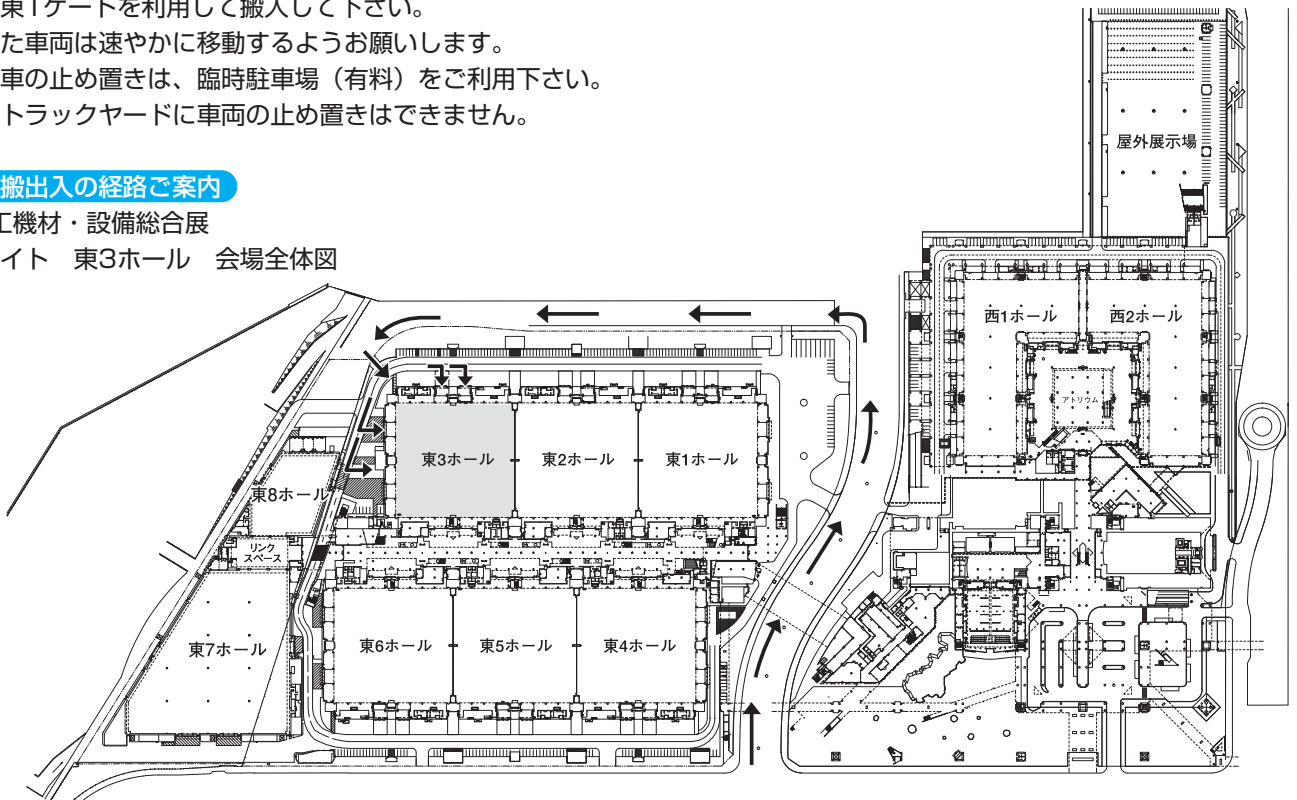 東1ゲートを利用して搬入して下さい。
た車両は速やかに移動するようお願いします。
車の止め置きは、臨時駐車場（有料）をご利用下さい。
トラックヤードに車両の止め置きはできません。
搬出入の経路ご案内
工機材・設備総合展
イト　東3ホール　会場全体図
屋外展示場
西1ホール
西2ホール
アトリウム
東3ホール
東2ホール
東1ホール
東8ホール
リンク
スペース
東7ホール
東6ホール
東5ホール
東4ホール